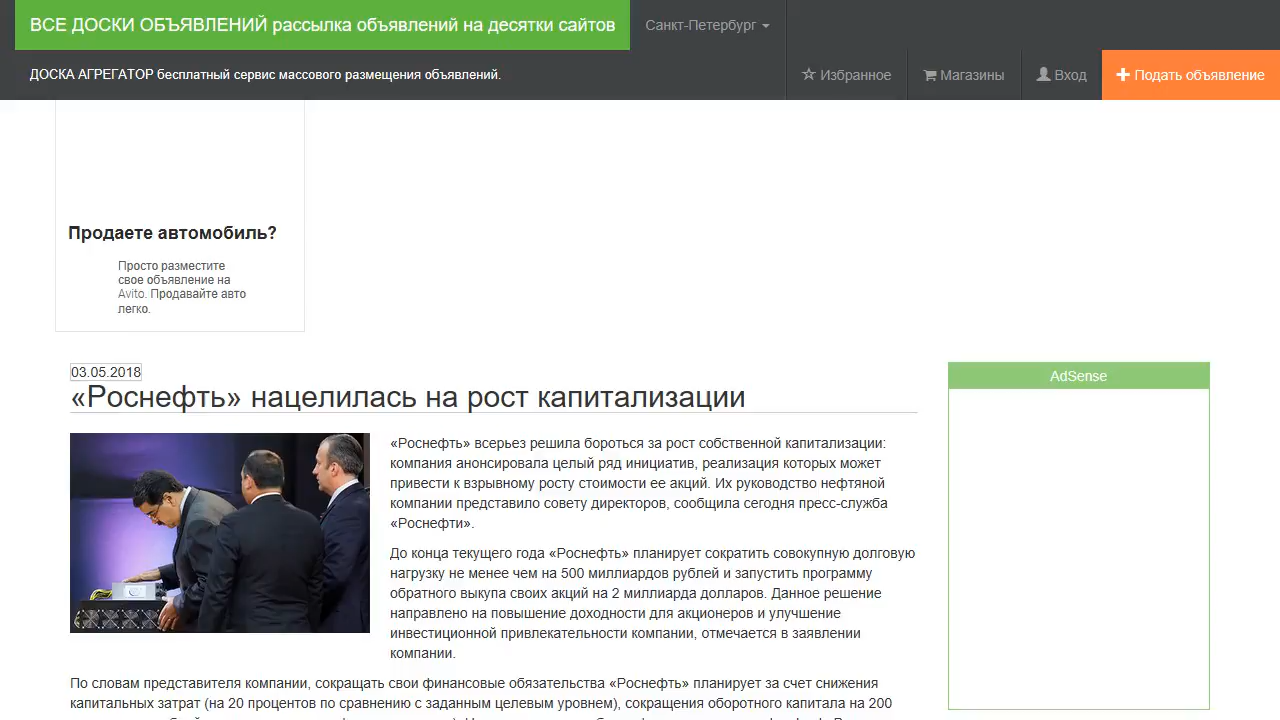 ВСЕ ДОСКИ ОБЪЯВЛЕНИЙ рассылка объявлений на десятки сайтов
Санкт-Петербург
ДОСКА АГРЕГАТОР бесплатный сервис массового размещения объявлений.
Избранное
Магазины
Вход
Подать объявление
Продаете автомобиль?
Просто разместите
свое объявление на
Avito. Продавайте авто
легко.
03.05.2018
«Роснефть» нацелилась на рост капитализации
AdSense
«Роснефть» всерьез решила бороться за рост собственной капитализации:
компания анонсировала целый ряд инициатив, реализация которых может
привести к взрывному росту стоимости ее акций. Их руководство нефтяной
компании представило совету директоров, сообщила сегодня пресс-служба
«Роснефти».
До конца текущего года «Роснефть» планирует сократить совокупную долговую
нагрузку не менее чем на 500 миллиардов рублей и запустить программу
обратного выкупа своих акций на 2 миллиарда долларов. Данное решение
направлено на повышение доходности для акционеров и улучшение
инвестиционной привлекательности компании, отмечается в заявлении
компании.
По словам представителя компании, сокращать свои финансовые обязательства «Роснефть» планирует за счет снижения
капитальных затрат (на 20 процентов по сравнению с заданным целевым уровнем), сокращения оборотного капитала на 200